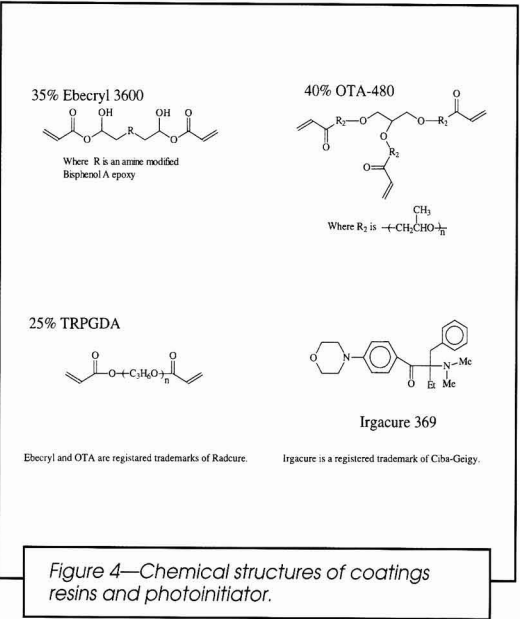 35% Ebecryl 3600
O OH OH O
O R O
Where R is an amine modified
Bisphenol A epoxy
40% OTA-480
O
R2 O O R2
O O
R2
O
CH3
Where R2 is -(CH2CHO-)n
25% TRPGDA
O O
O-(C3H6O-)n
O N N-Me
O Et Me
Irgacure 369
Ebecryl and OTA are registared trademarks of Radcure.
Irgacure is a registered trademark of Ciba-Geigy.
Figure 4—Chemical structures of coatings
resins and photoinitiator.